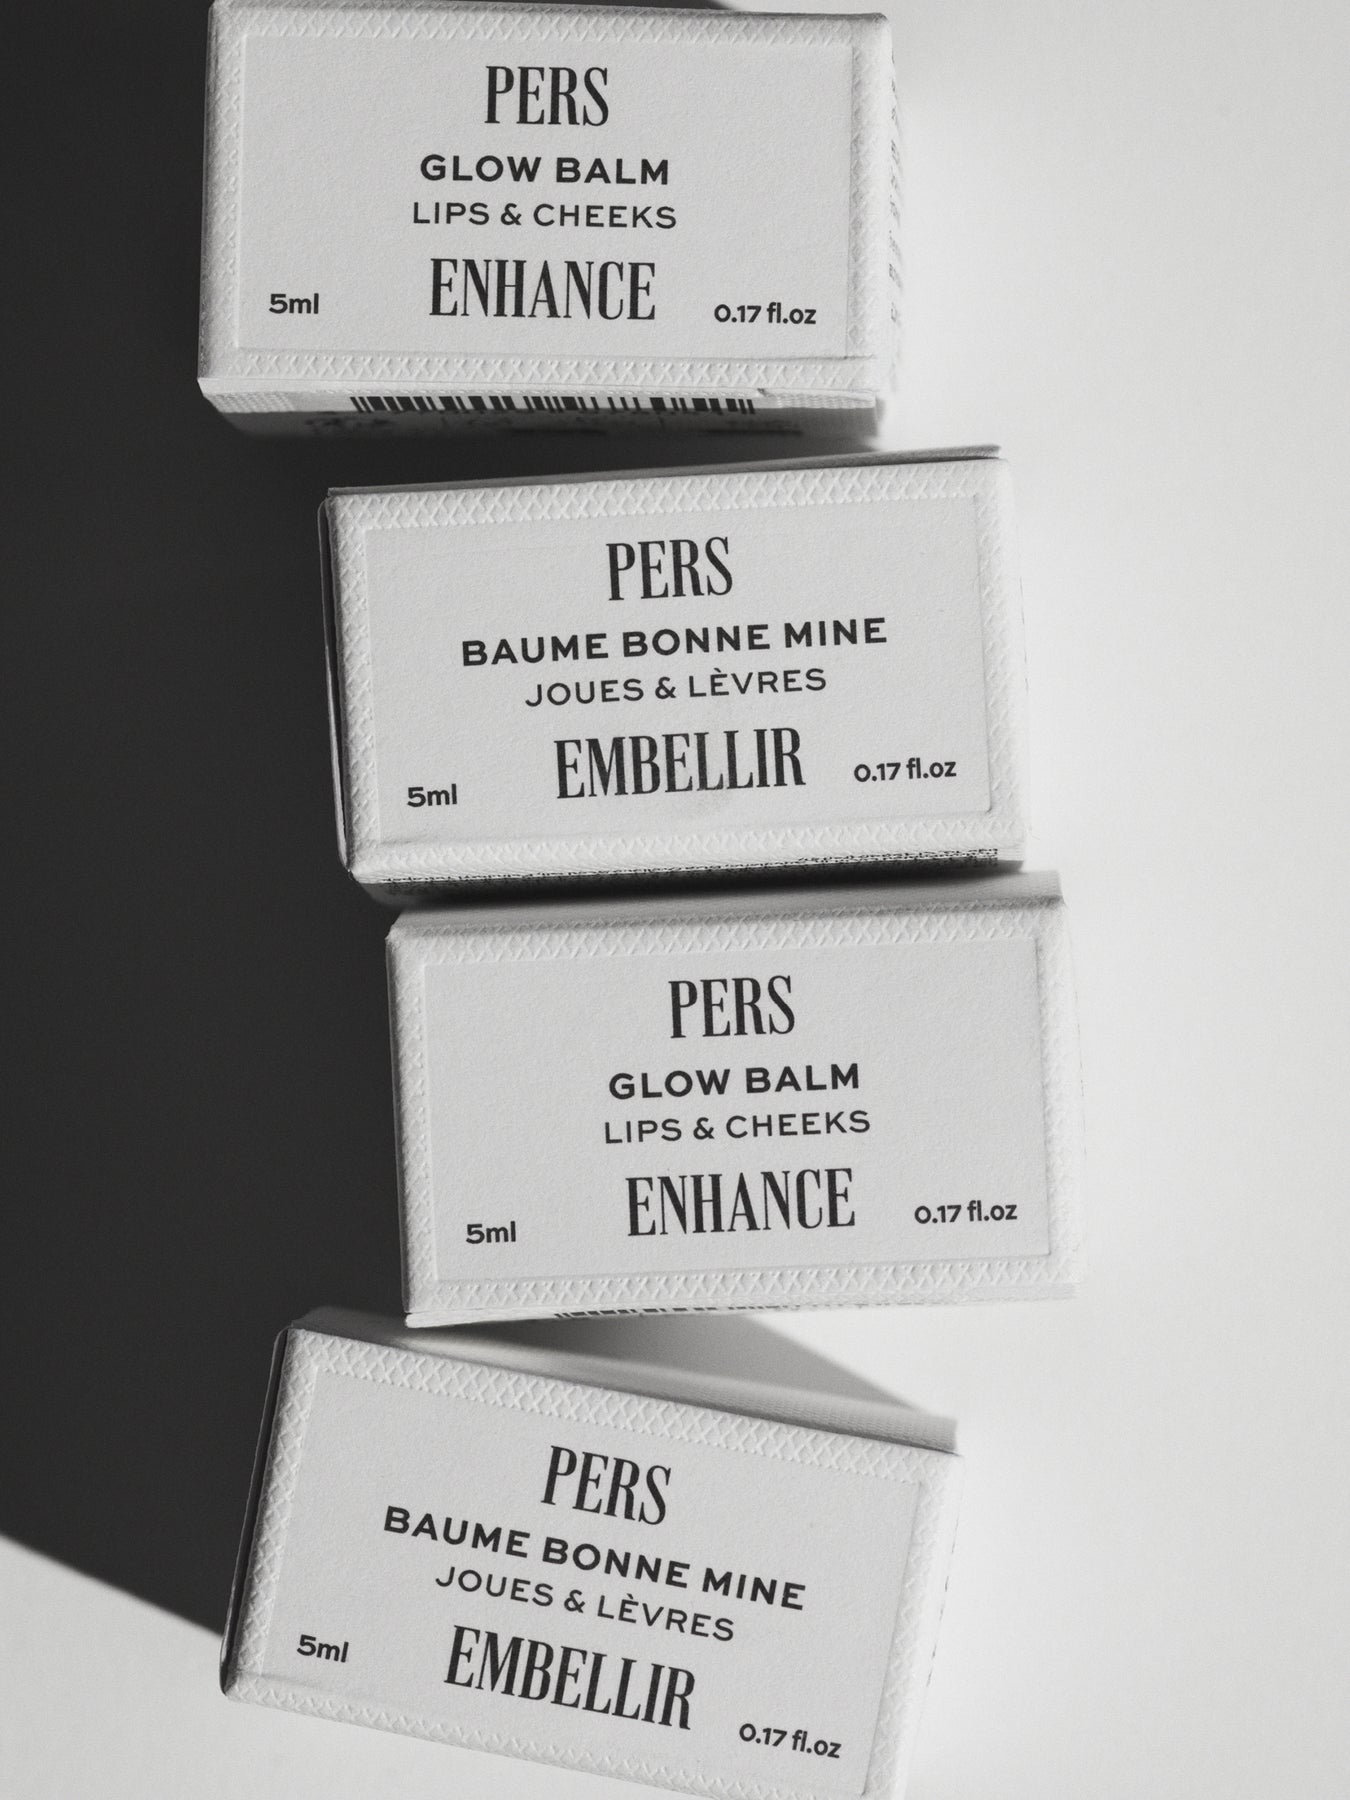 PERS
GLOW BALM
LIPS & CHEEKS
ENHANCE
5ml
0.17 fl.oz
PERS
BAUME BONNE MINE
JOUES & LÈVRES
EMBELLIR
5ml
0.17 fl.oz
PERS
GLOW BALM
LIPS & CHEEKS
ENHANCE
5ml
0.17 fl.oz
PERS
BAUME BONNE MINE
JOUES & LÈVRES
EMBELLIR
5ml
0.17 fl.oz